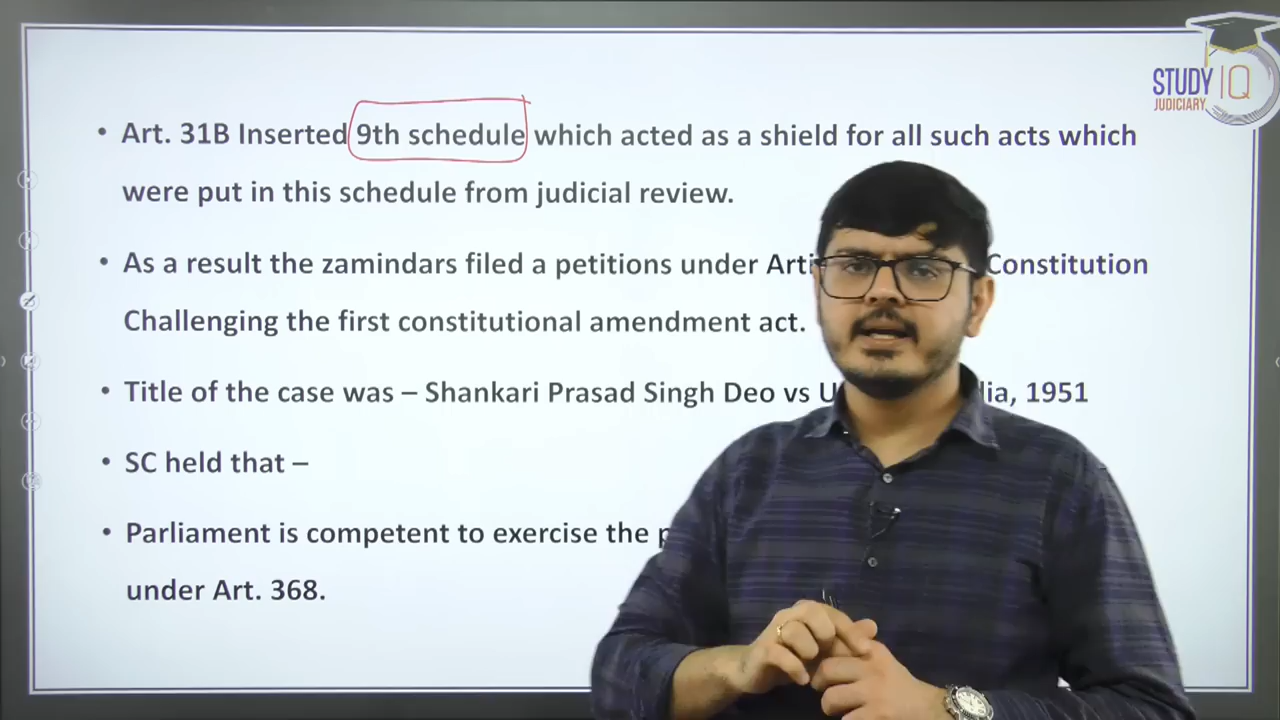 STUDY IQ
JUDICIARY
• Art. 31B Inserted 9th schedule which acted as a shield for all such acts which
were put in this schedule from judicial review.
• As a result the zamindars filed a petitions under Constitution
Challenging the first constitutional amendment act.
• Title of the case was – Shankari Prasad Singh Deo vs 1951
• SC held that –
• Parliament is competent to exercise the
under Art. 368.